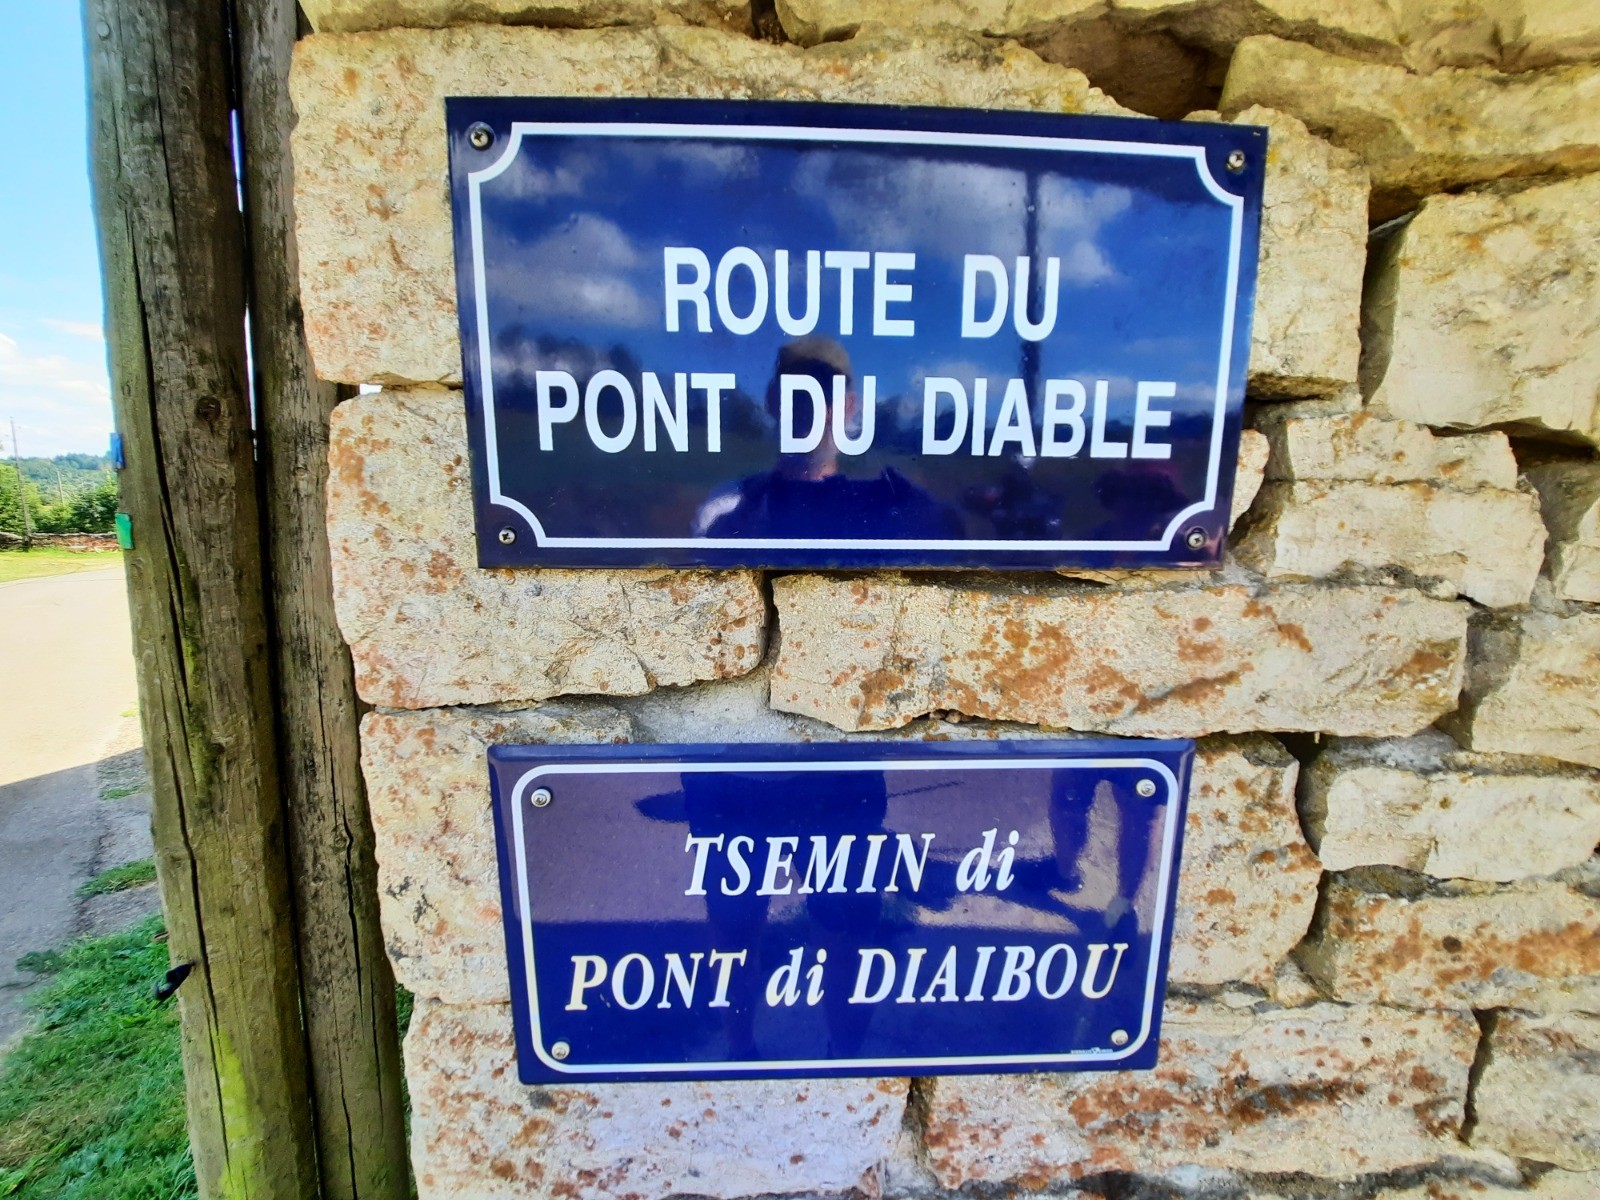 ROUTE DU
PONT DU DIABLE
TSEMIN di
PONT di DIAIBOU